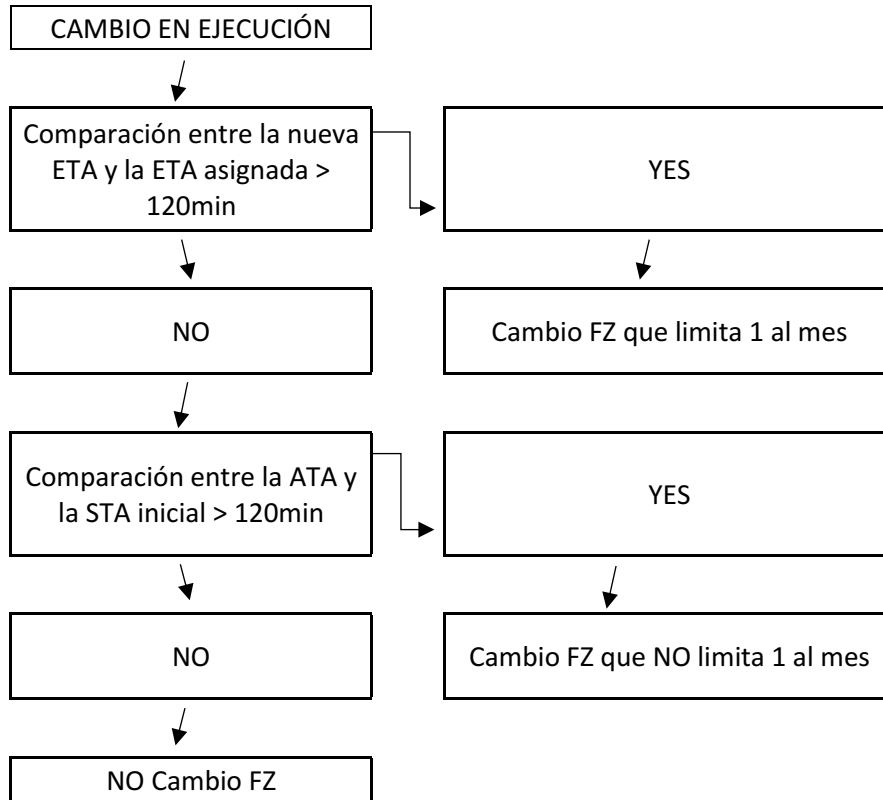 CAMBIO EN EJECUCIÓN
Comparación entre la nueva
ETA y la ETA asignada >
120min
YES
NO
Cambio FZ que limita 1 al mes
Comparación entre la ATA y
la STA inicial > 120min
YES
NO
Cambio FZ que NO limita 1 al mes
NO Cambio FZ